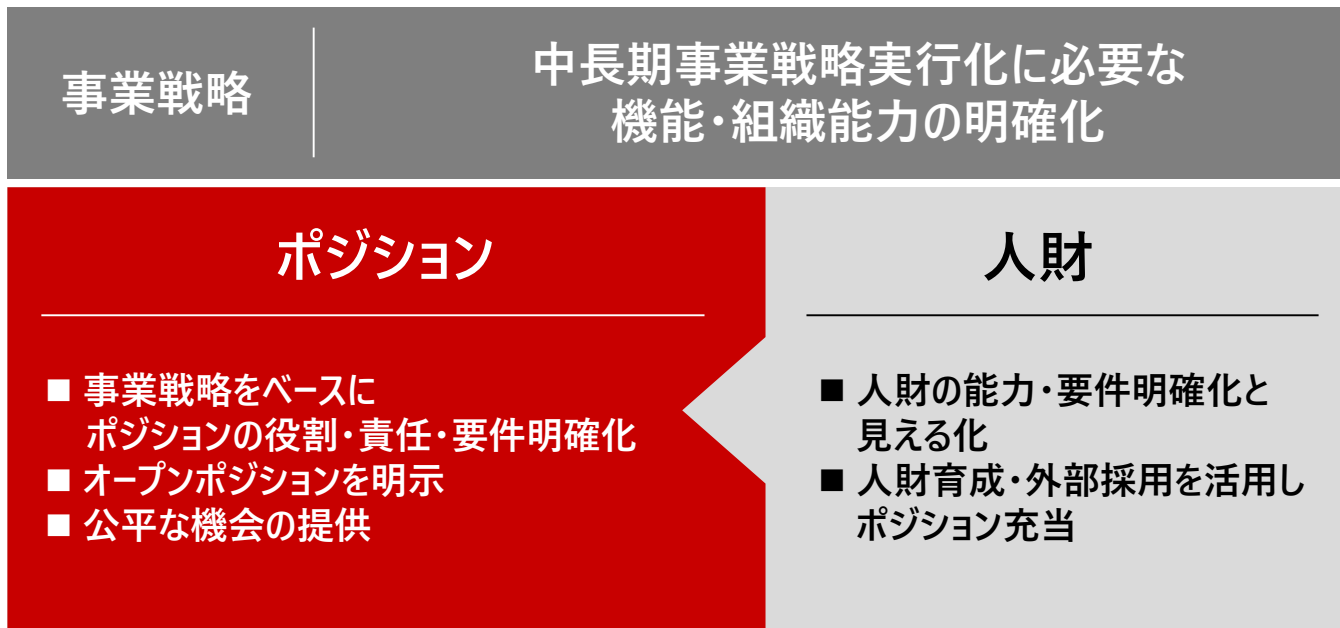 事業戦略
中長期事業戦略実行化に必要な
機能・組織能力の明確化
ポジション
■ 事業戦略をベースに
ポジションの役割・責任・要件明確化
■ オープンポジションを明示
■ 公平な機会の提供
人財
■ 人財の能力・要件明確化と
見える化
■ 人財育成・外部採用を活用し
ポジション充当